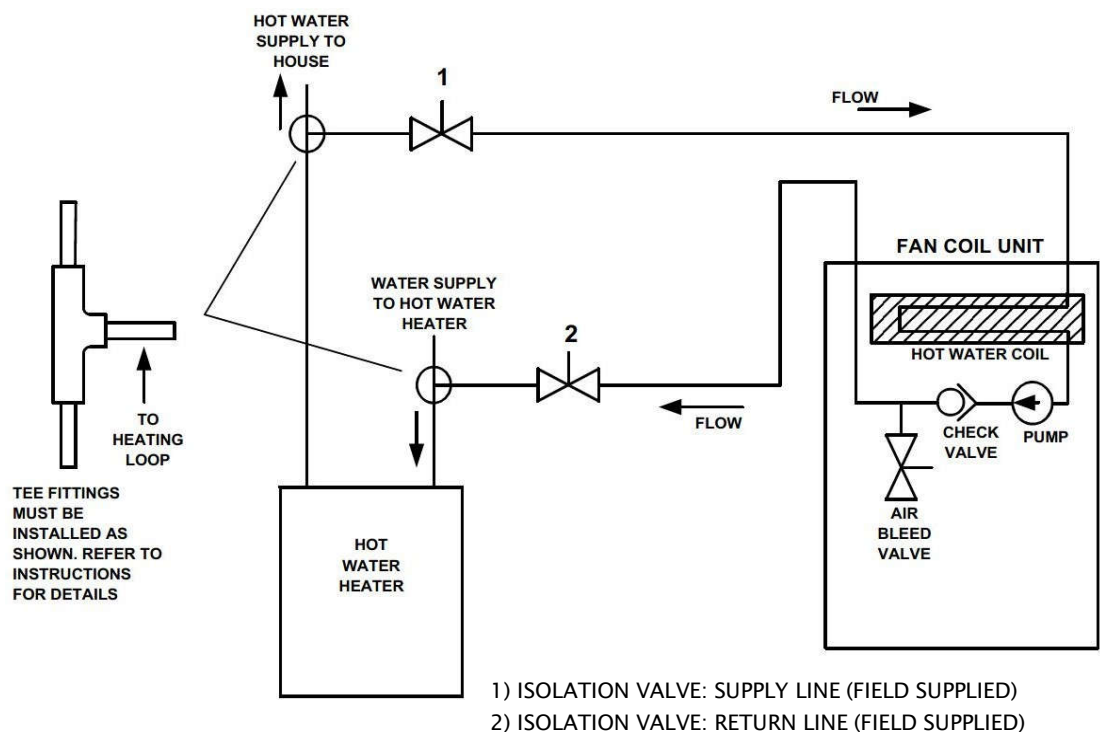 HOT WATER
SUPPLY TO
HOUSE
1
FLOW
FAN COIL UNIT
WATER SUPPLY
TO HOT WATER
HEATER
2
HOT WATER COIL
FLOW
CHECK
VALVE
PUMP
TO
HEATING
LOOP
AIR
BLEED
VALVE
TEE FITTINGS
MUST BE
INSTALLED AS
SHOWN. REFER TO
INSTRUCTIONS
FOR DETAILS
HOT
WATER
HEATER
1) ISOLATION VALVE: SUPPLY LINE (FIELD SUPPLIED)
2) ISOLATION VALVE: RETURN LINE (FIELD SUPPLIED)